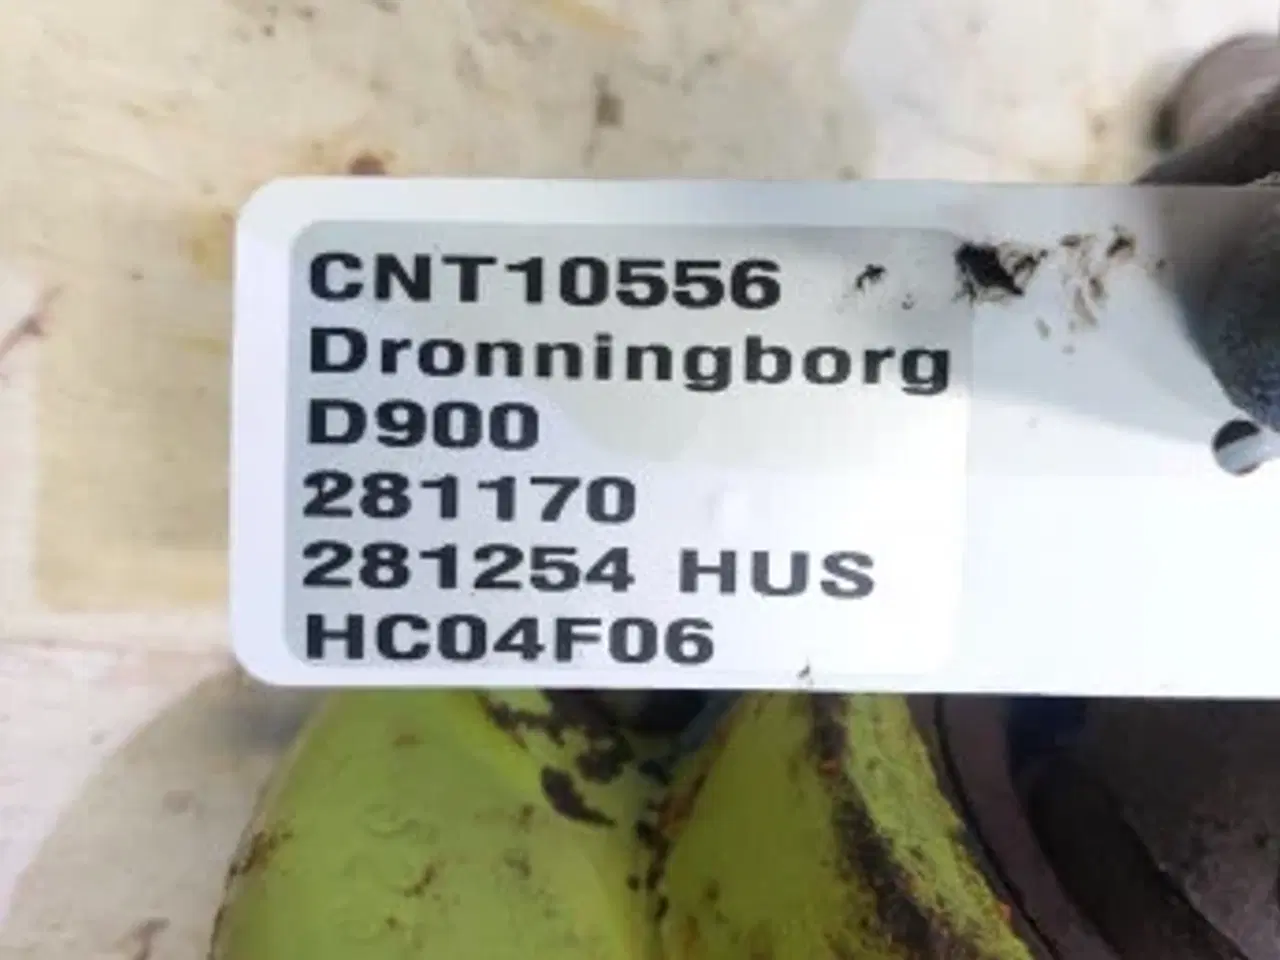 CNT10556
Dronningborg
D900
281170
281254 HUS
HC04F06